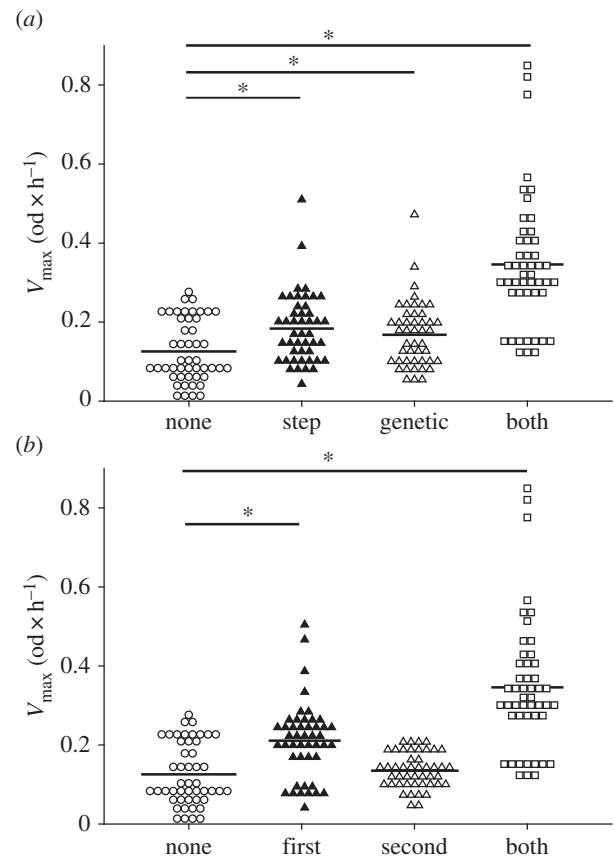 (a)
*
*
*
0.8
0.6
0.4
0.2
0
Vmax (od × h−1)
none step genetic both
(b)
*
*
0.8
0.6
0.4
0.2
0
Vmax (od × h−1)
none first second both